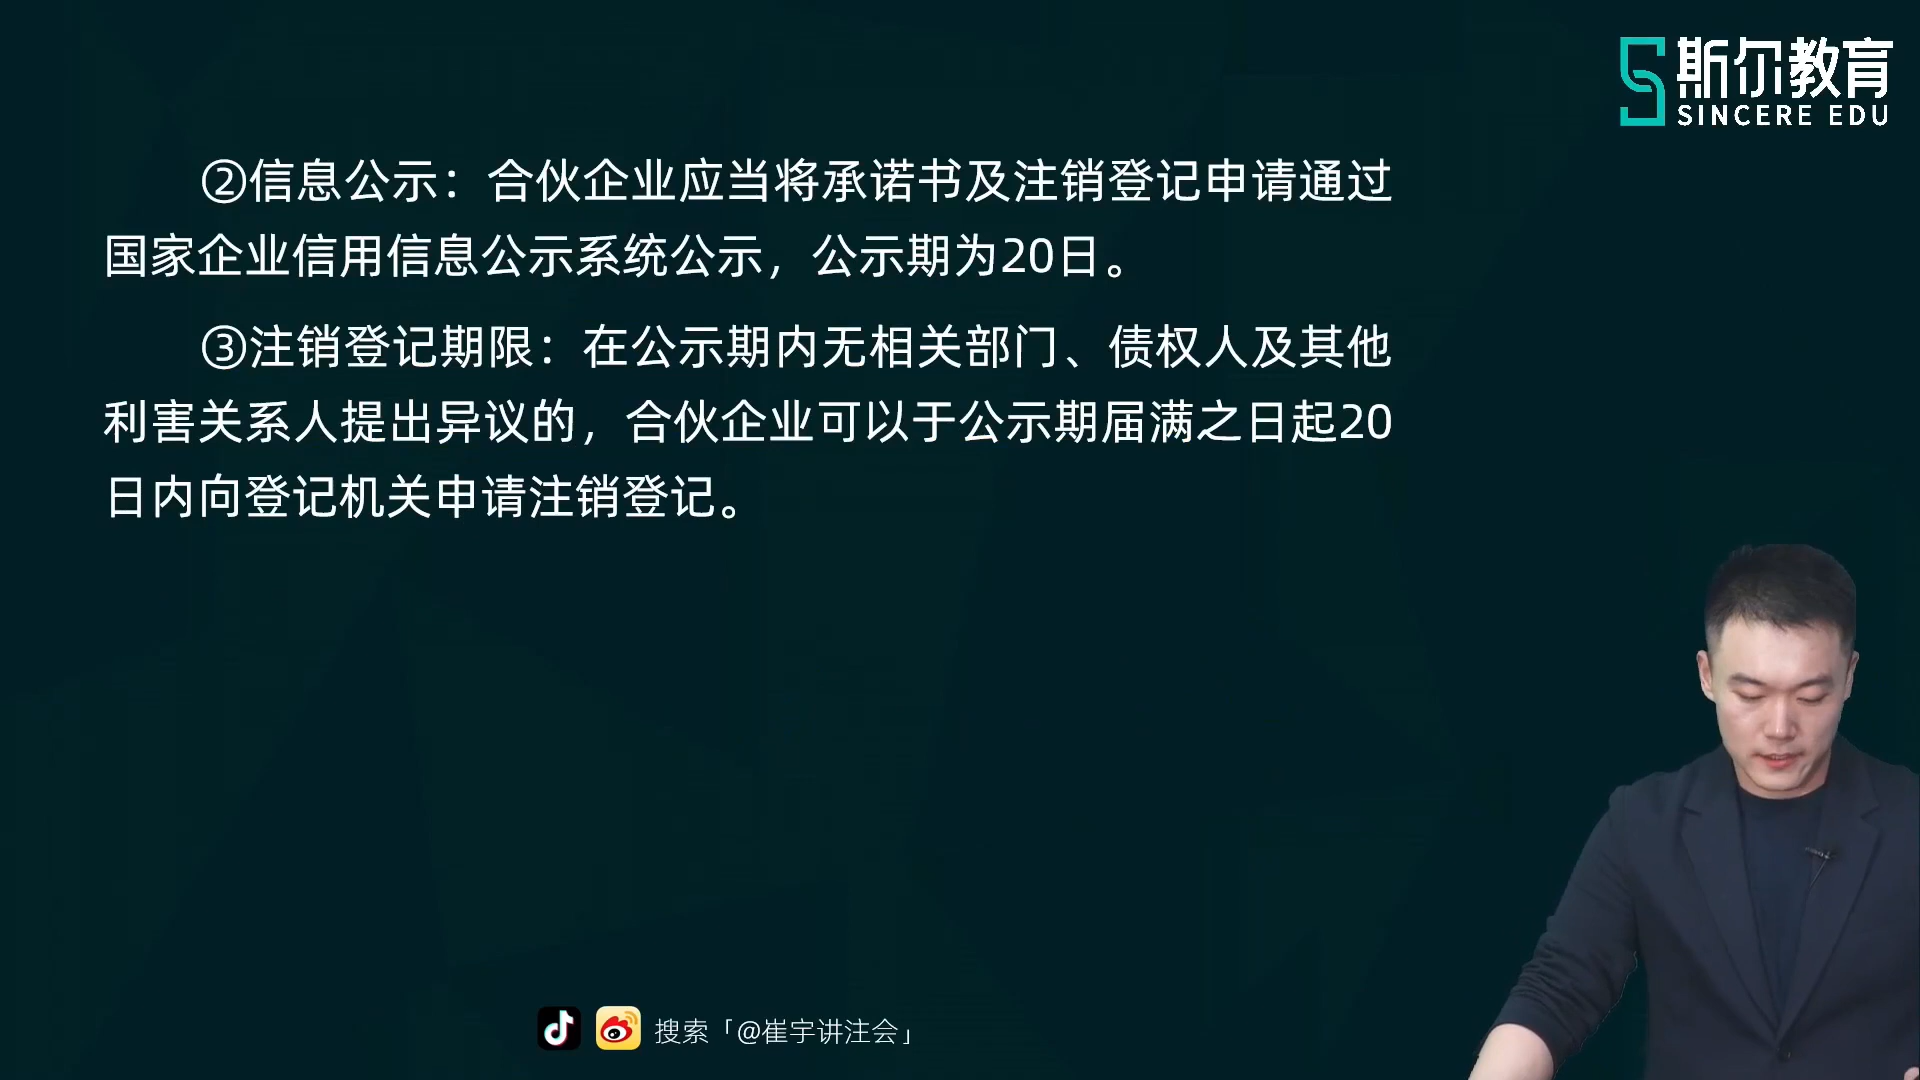 斯尔教育
SINCERE EDU
②信息公示：合伙企业应当将承诺书及注销登记申请通过
国家企业信用信息公示系统公示，公示期为20日。
③注销登记期限：在公示期内无相关部门、债权人及其他
利害关系人提出异议的，合伙企业可以于公示期届满之日起20
日内向登记机关申请注销登记。
搜索「@崔宇讲注会」